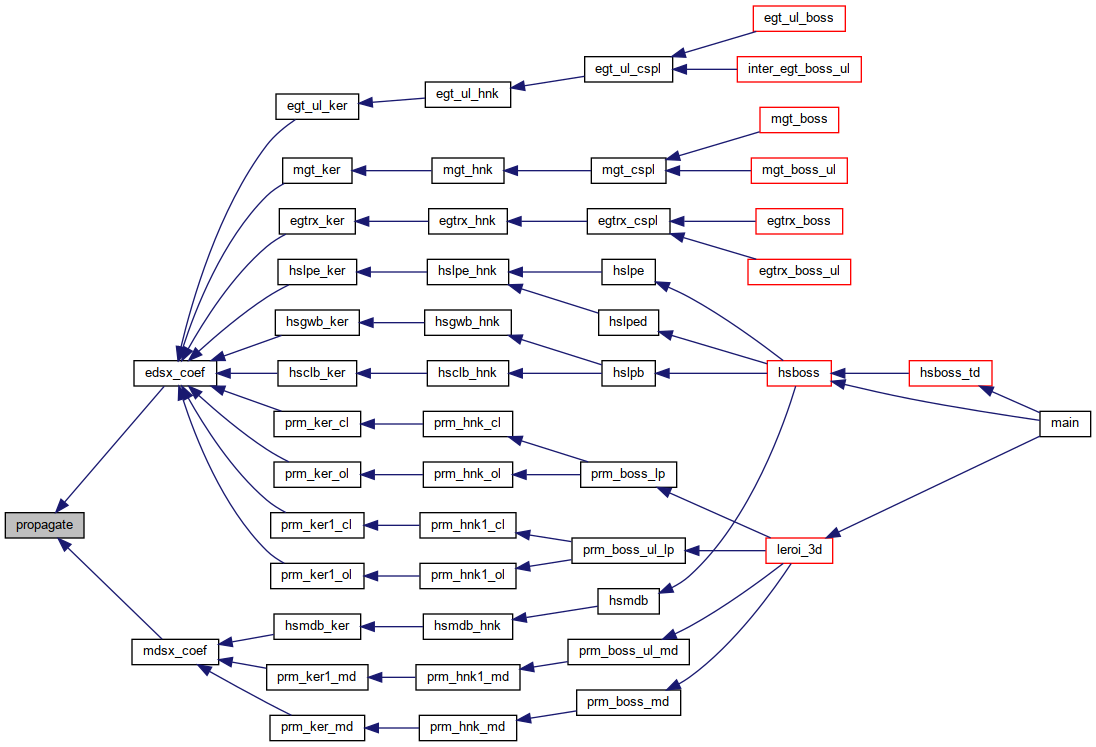 egt_ul_boss
egt_ul_cspl
inter_egt_boss_ul
egt_ul_ker
egt_ul_hnk
mgt_boss
mgt_ker
mgt_hnk
mgt_cspl
mgt_boss_ul
egtrx_ker
egtrx_hnk
egtrx_cspl
egtrx_boss
hslpe_ker
hslpe_hnk
hslpe
egtrx_boss_ul
hsgwb_ker
hsgwb_hnk
hslped
edsx_coef
hsclb_ker
hsclb_hnk
hslpb
hsboss
hsboss_td
prm_ker_cl
prm_hnk_cl
main
prm_ker_ol
prm_hnk_ol
prm_boss_lp
propagate
prm_ker1_cl
prm_hnk1_cl
prm_boss_ul_lp
leroi_3d
prm_ker1_ol
prm_hnk1_ol
hsmdb
hsmdb_ker
hsmdb_hnk
mdsx_coef
prm_boss_ul_md
prm_ker1_md
prm_hnk1_md
prm_boss_md
prm_ker_md
prm_hnk_md